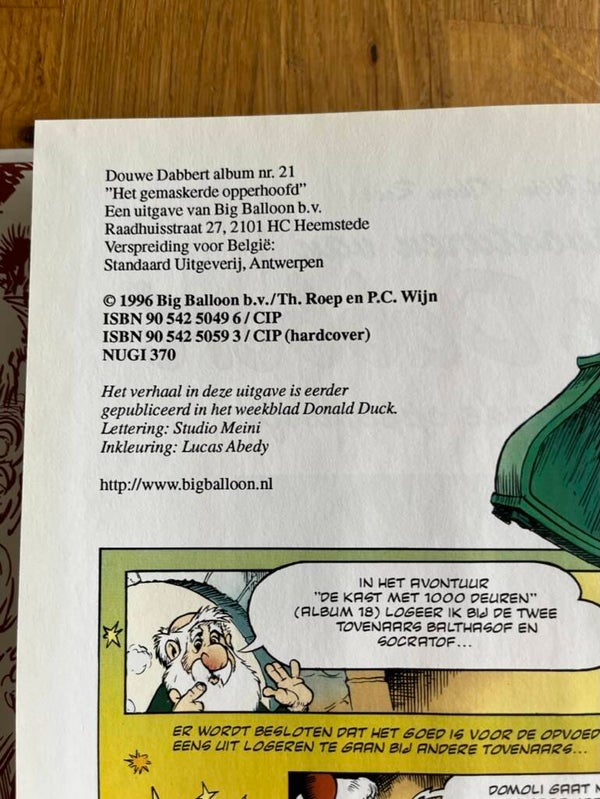 Douwe Dabbert album nr. 21
"Het gemaskerde opperhoofd"
Een uitgave van Big Balloon b.v.
Raadhuisstraat 27, 2101 HC Heemstede
Verspreiding voor België:
Standaard Uitgeverij, Antwerpen
© 1996 Big Balloon b.v./Th. Roep en P.C. Wijn
ISBN 90 542 5049 6 / CIP
ISBN 90 542 5059 3 / CIP (hardcover)
NUGI 370
Het verhaal in deze uitgave is eerder
gepubliceerd in het weekblad Donald Duck.
Lettering: Studio Meini
Inkleuring: Lucas Abedy
http://www.bigballoon.nl
IN HET AVONTUUR
"DE KAST MET 1000 DEUREN"
(ALBUM 18) LOGEER IK BIJ DE TWEE
TOVENAARS BALTHASOF EN
SOCRATOF...
ER WORDT BESLOTEN DAT HET GOED IS VOOR DE OPVOED
EENS UIT LOGEREN TE GAAN BIJ ANDERE TOVENAARS...
DOMOLI GAAT